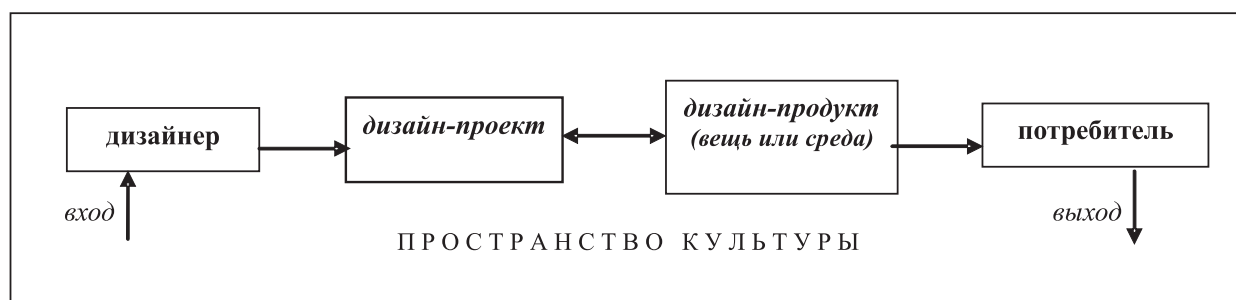 дизайнер
дизайн-проект
дизайн-продукт
(вещь или среда)
потребитель
вход
выход
ПРОСТРАНСТВО КУЛЬТУРЫ